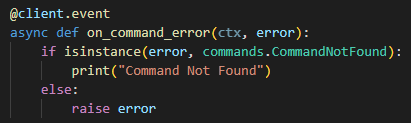 @client.event
async def on_command_error(ctx, error):
    if isinstance(error, commands.CommandNotFound):
        print("Command Not Found")
    else:
        raise error